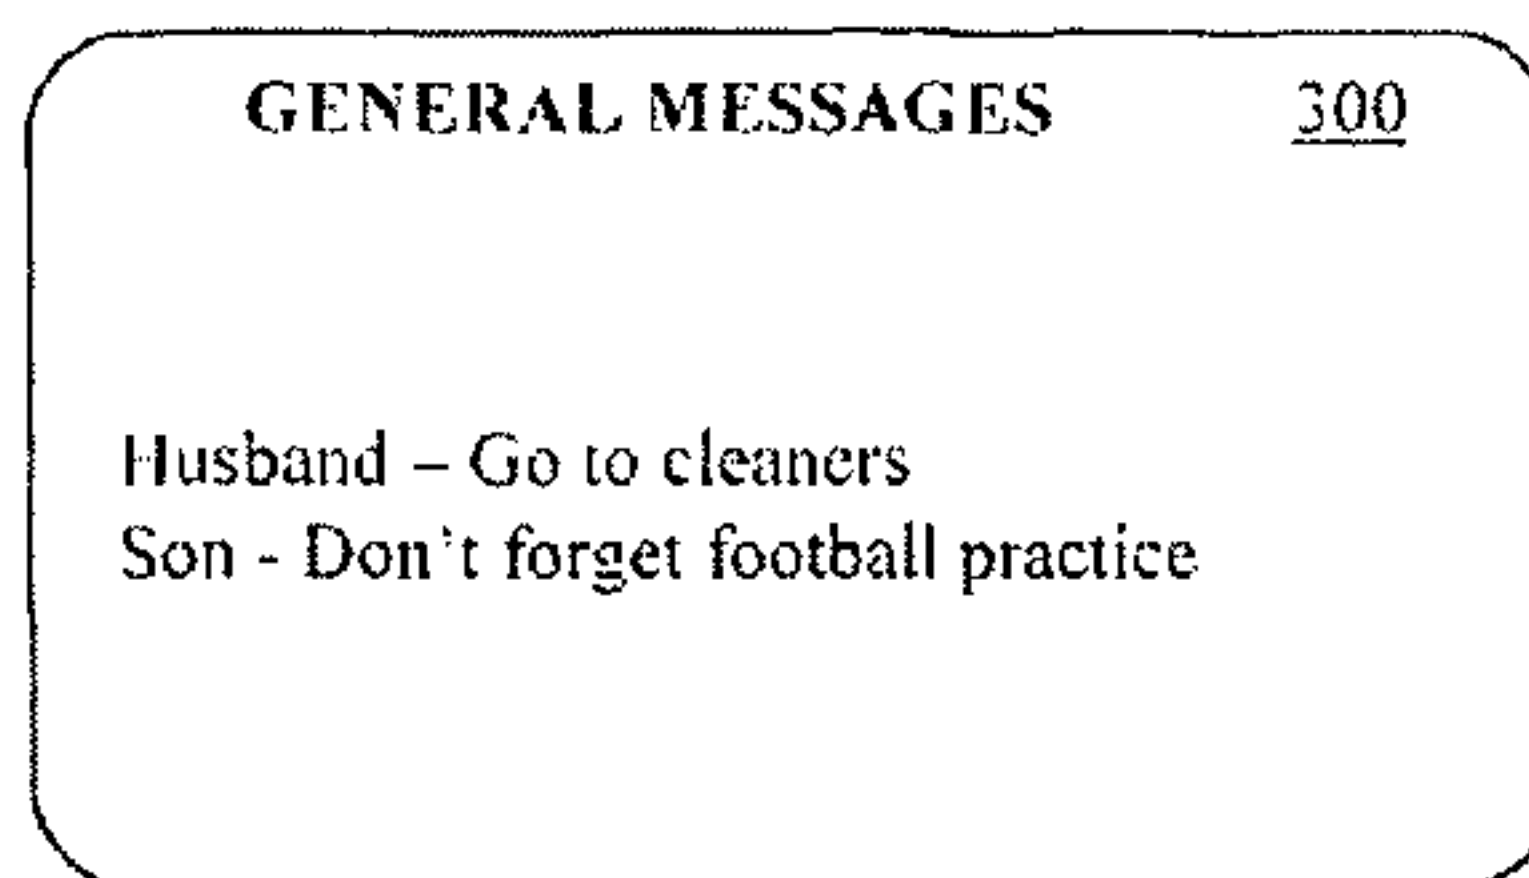 GENERAL MESSAGES 300
Husband – Go to cleaners
Son - Don't forget football practice